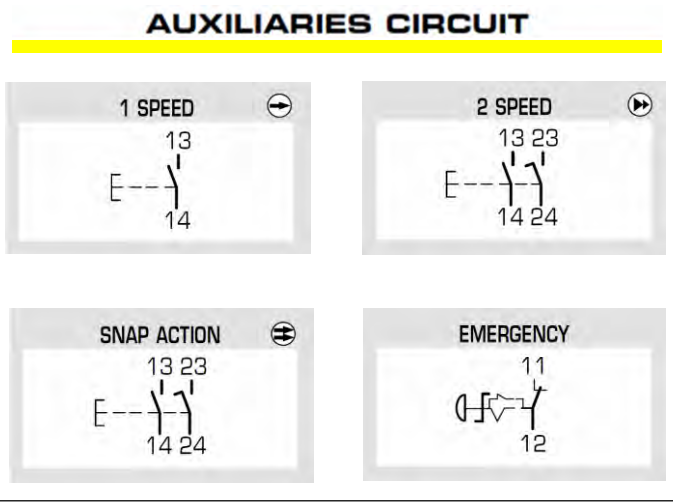 AUXILIARIES CIRCUIT
1 SPEED
13
14
2 SPEED
13 23
14 24
SNAP ACTION
13 23
14 24
EMERGENCY
11
12